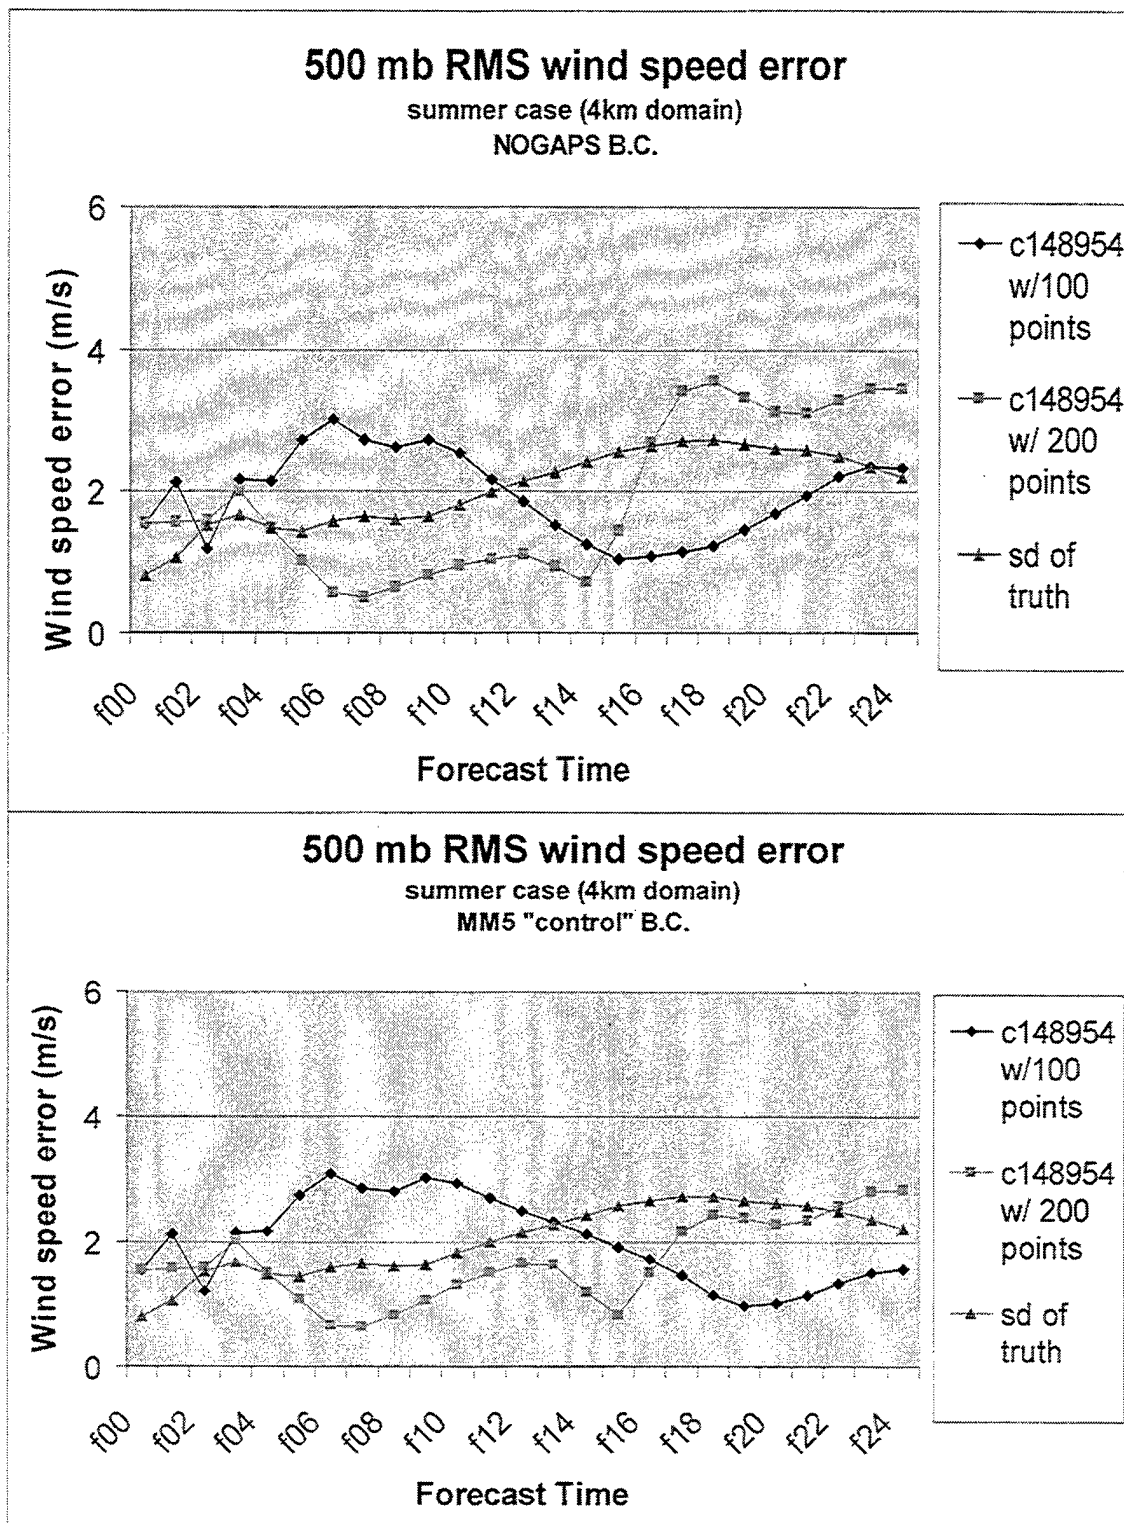 500 mb RMS wind speed error
summer case (4km domain)
NOGAPS B.C.
Wind speed error (m/s)
6
4
2
0
f00 f02 f04 f06 f08 f10 f12 f14 f16 f18 f20 f22 f24
Forecast Time
c148954
w/100
points
c148954
w/ 200
points
sd of
truth
500 mb RMS wind speed error
summer case (4km domain)
MM5 "control" B.C.
Wind speed error (m/s)
6
4
2
0
f00 f02 f04 f06 f08 f10 f12 f14 f16 f18 f20 f22 f24
Forecast Time
c148954
w/100
points
c148954
w/ 200
points
sd of
truth